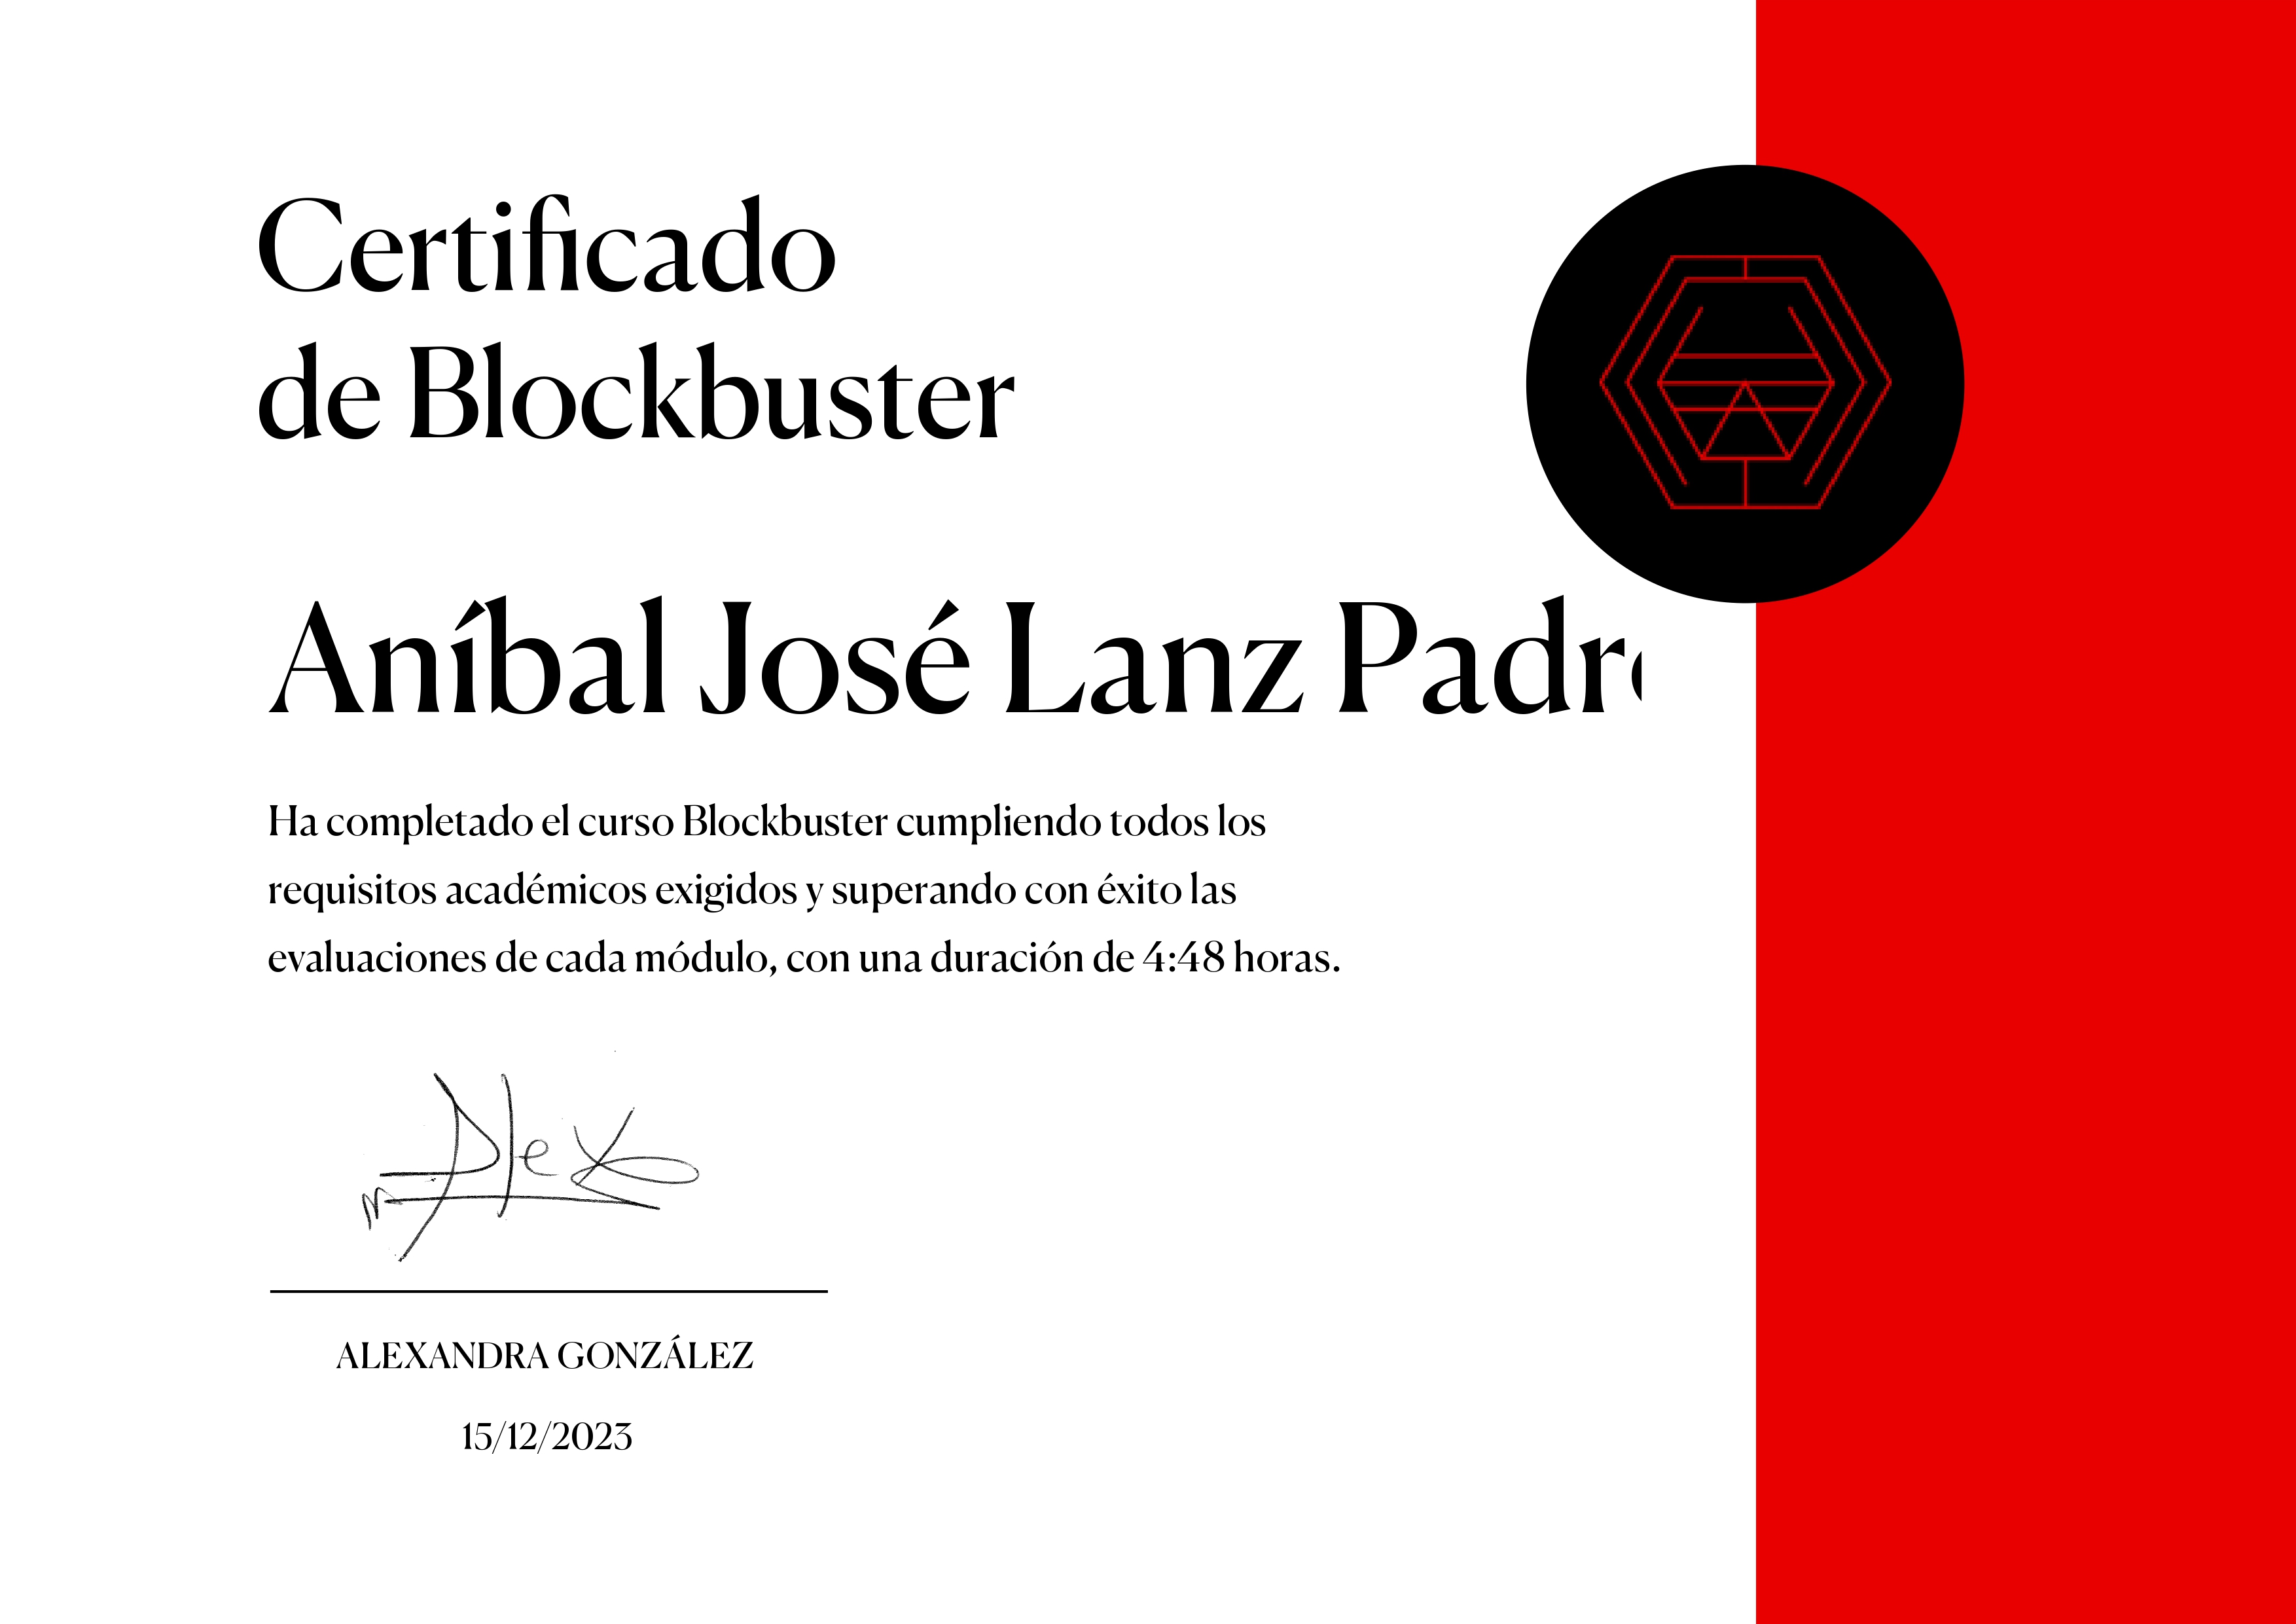 Certificado
de Blockbuster
Aníbal José Lanz Padr
Ha completado el curso Blockbuster cumpliendo todos los
requisitos académicos exigidos y superando con éxito las
evaluaciones de cada módulo, con una duración de 4:48 horas.
Alex
ALEXANDRA GONZÁLEZ
15/12/2023